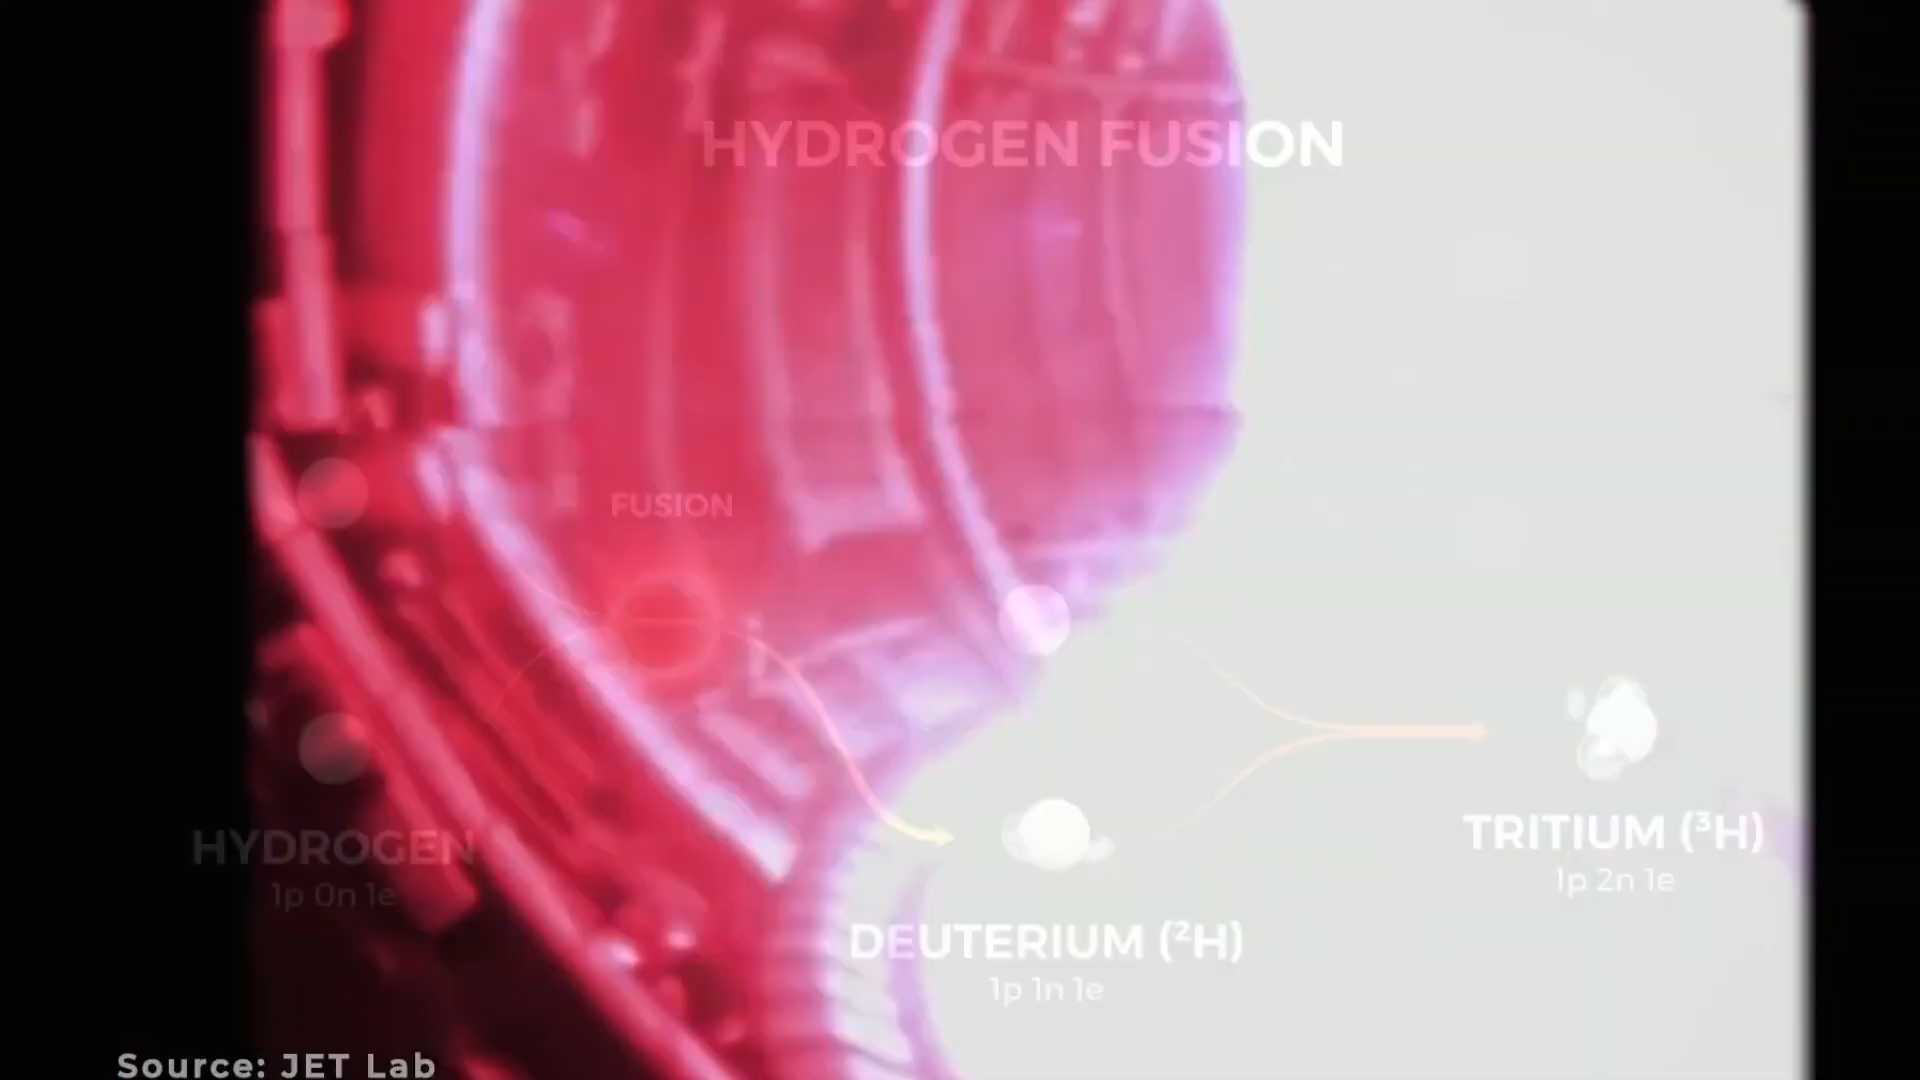 HYDROGEN FUSION
FUSION
HYDROGEN
1p 0n 1e
DEUTERIUM (²H)
1p 1n 1e
TRITIUM (³H)
1p 2n 1e
Source: JET Lab